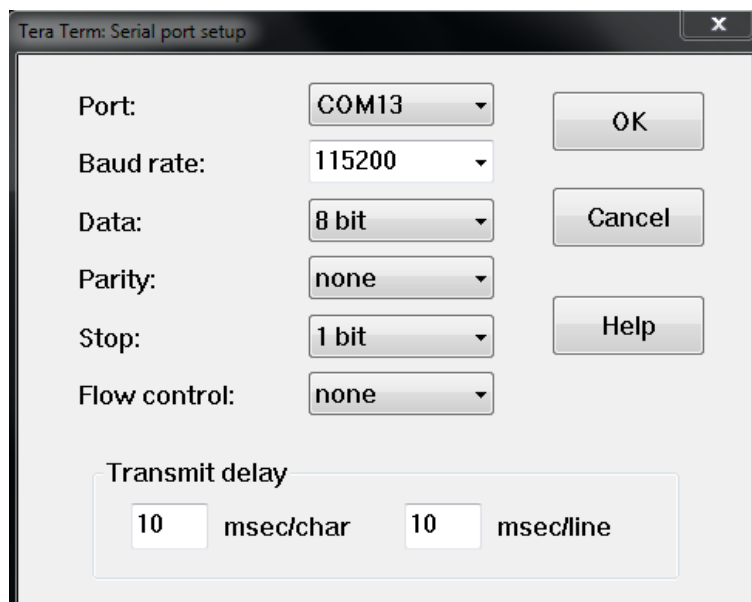 Tera Term: Serial port setup
x
Port: COM13 OK
Baud rate: 115200
Data: 8 bit Cancel
Parity: none
Stop: 1 bit Help
Flow control: none
Transmit delay
10 msec/char 10 msec/line